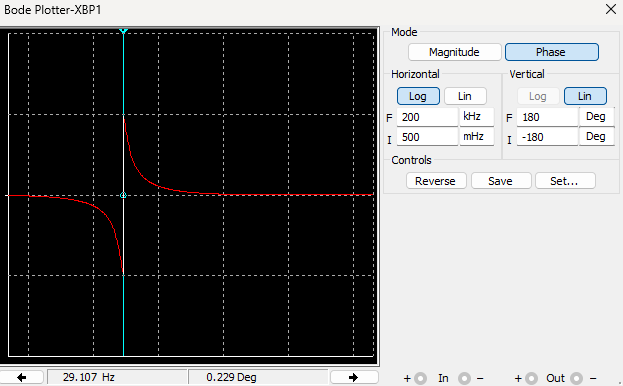 Bode Plotter-XBP1
Mode
Magnitude Phase
Horizontal Vertical
Log Lin Log Lin
F 200 kHz F 180 Deg
I 500 mHz I -180 Deg
Controls
Reverse Save Set...
29.107 Hz 0.229 Deg
+ In − + Out −